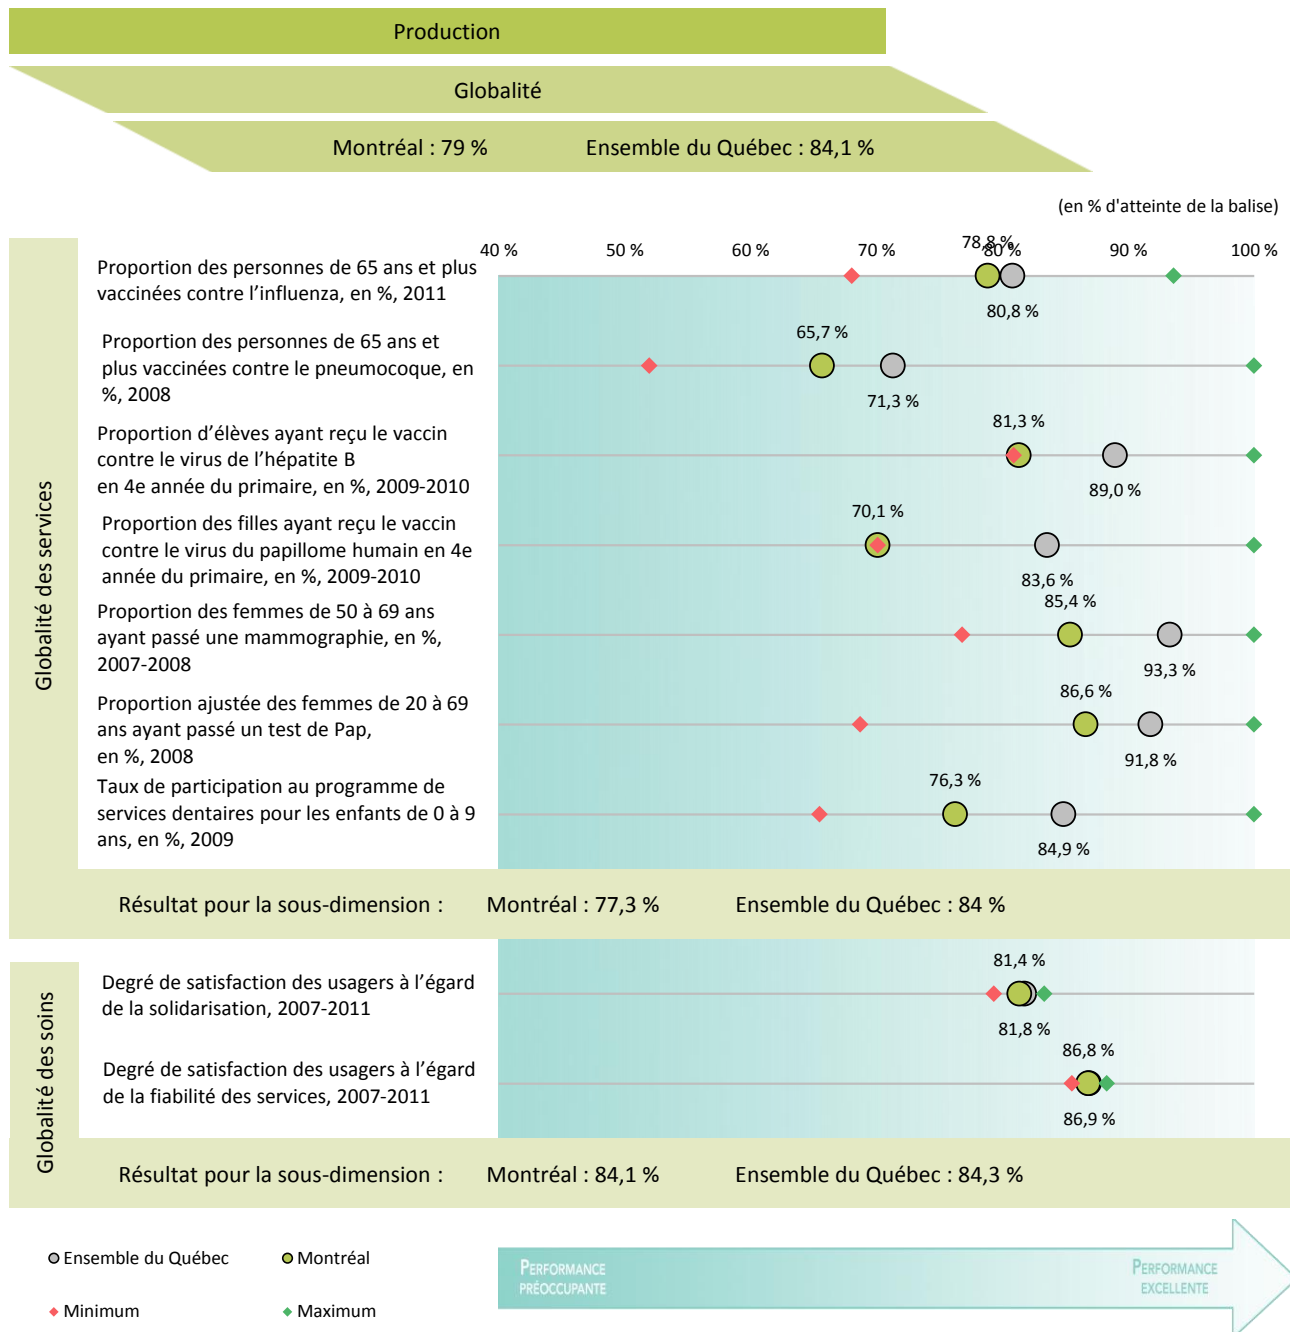 Production
Globalité
Montréal : 79 % Ensemble du Québec : 84,1 %
(en % d'atteinte de la balise)
40 % 50 % 60 % 70 % 80 % 90 % 100 %
Globalité des services
Proportion des personnes de 65 ans et plus
vaccinées contre l’influenza, en %, 2011
78,8 %
80,8 %
Proportion des personnes de 65 ans et
plus vaccinées contre le pneumocoque, en
%, 2008
65,7 %
71,3 %
Proportion d’élèves ayant reçu le vaccin
contre le virus de l’hépatite B
en 4e année du primaire, en %, 2009-2010
81,3 %
89,0 %
Proportion des filles ayant reçu le vaccin
contre le virus du papillome humain en 4e
année du primaire, en %, 2009-2010
70,1 %
83,6 %
Proportion des femmes de 50 à 69 ans
ayant passé une mammographie, en %,
2007-2008
85,4 %
93,3 %
Proportion ajustée des femmes de 20 à 69
ans ayant passé un test de Pap,
en %, 2008
86,6 %
91,8 %
Taux de participation au programme de
services dentaires pour les enfants de 0 à 9
ans, en %, 2009
76,3 %
84,9 %
Résultat pour la sous-dimension : Montréal : 77,3 % Ensemble du Québec : 84 %
Globalité des soins
Degré de satisfaction des usagers à l’égard
de la solidarisation, 2007-2011
81,4 %
81,8 %
Degré de satisfaction des usagers à l’égard
de la fiabilité des services, 2007-2011
86,8 %
86,9 %
Résultat pour la sous-dimension : Montréal : 84,1 % Ensemble du Québec : 84,3 %
Ensemble du Québec Montréal
Minimum Maximum
PERFORMANCE
PRÉOCCUPANTE
PERFORMANCE
EXCELLENTE